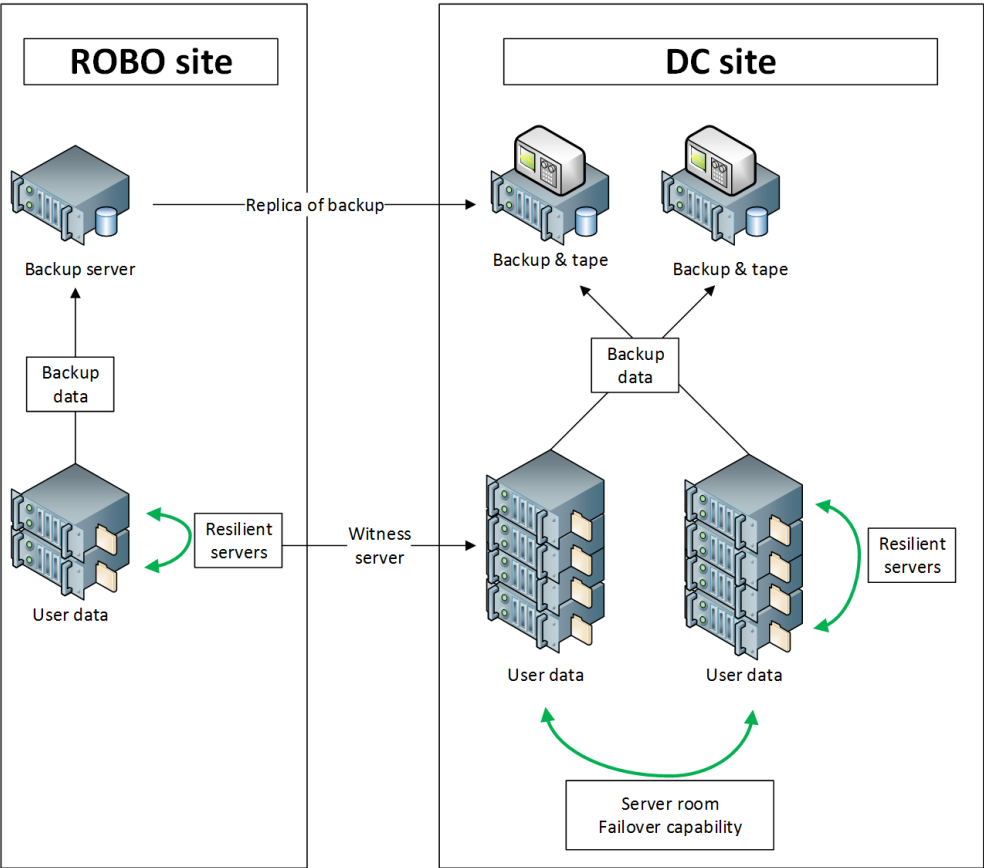 ROBO site
DC site
Replica of backup
Backup server
Backup & tape
Backup & tape
Backup
data
Backup
data
Resilient
servers
Witness
server
Resilient
servers
User data
User data
User data
Server room
Failover capability